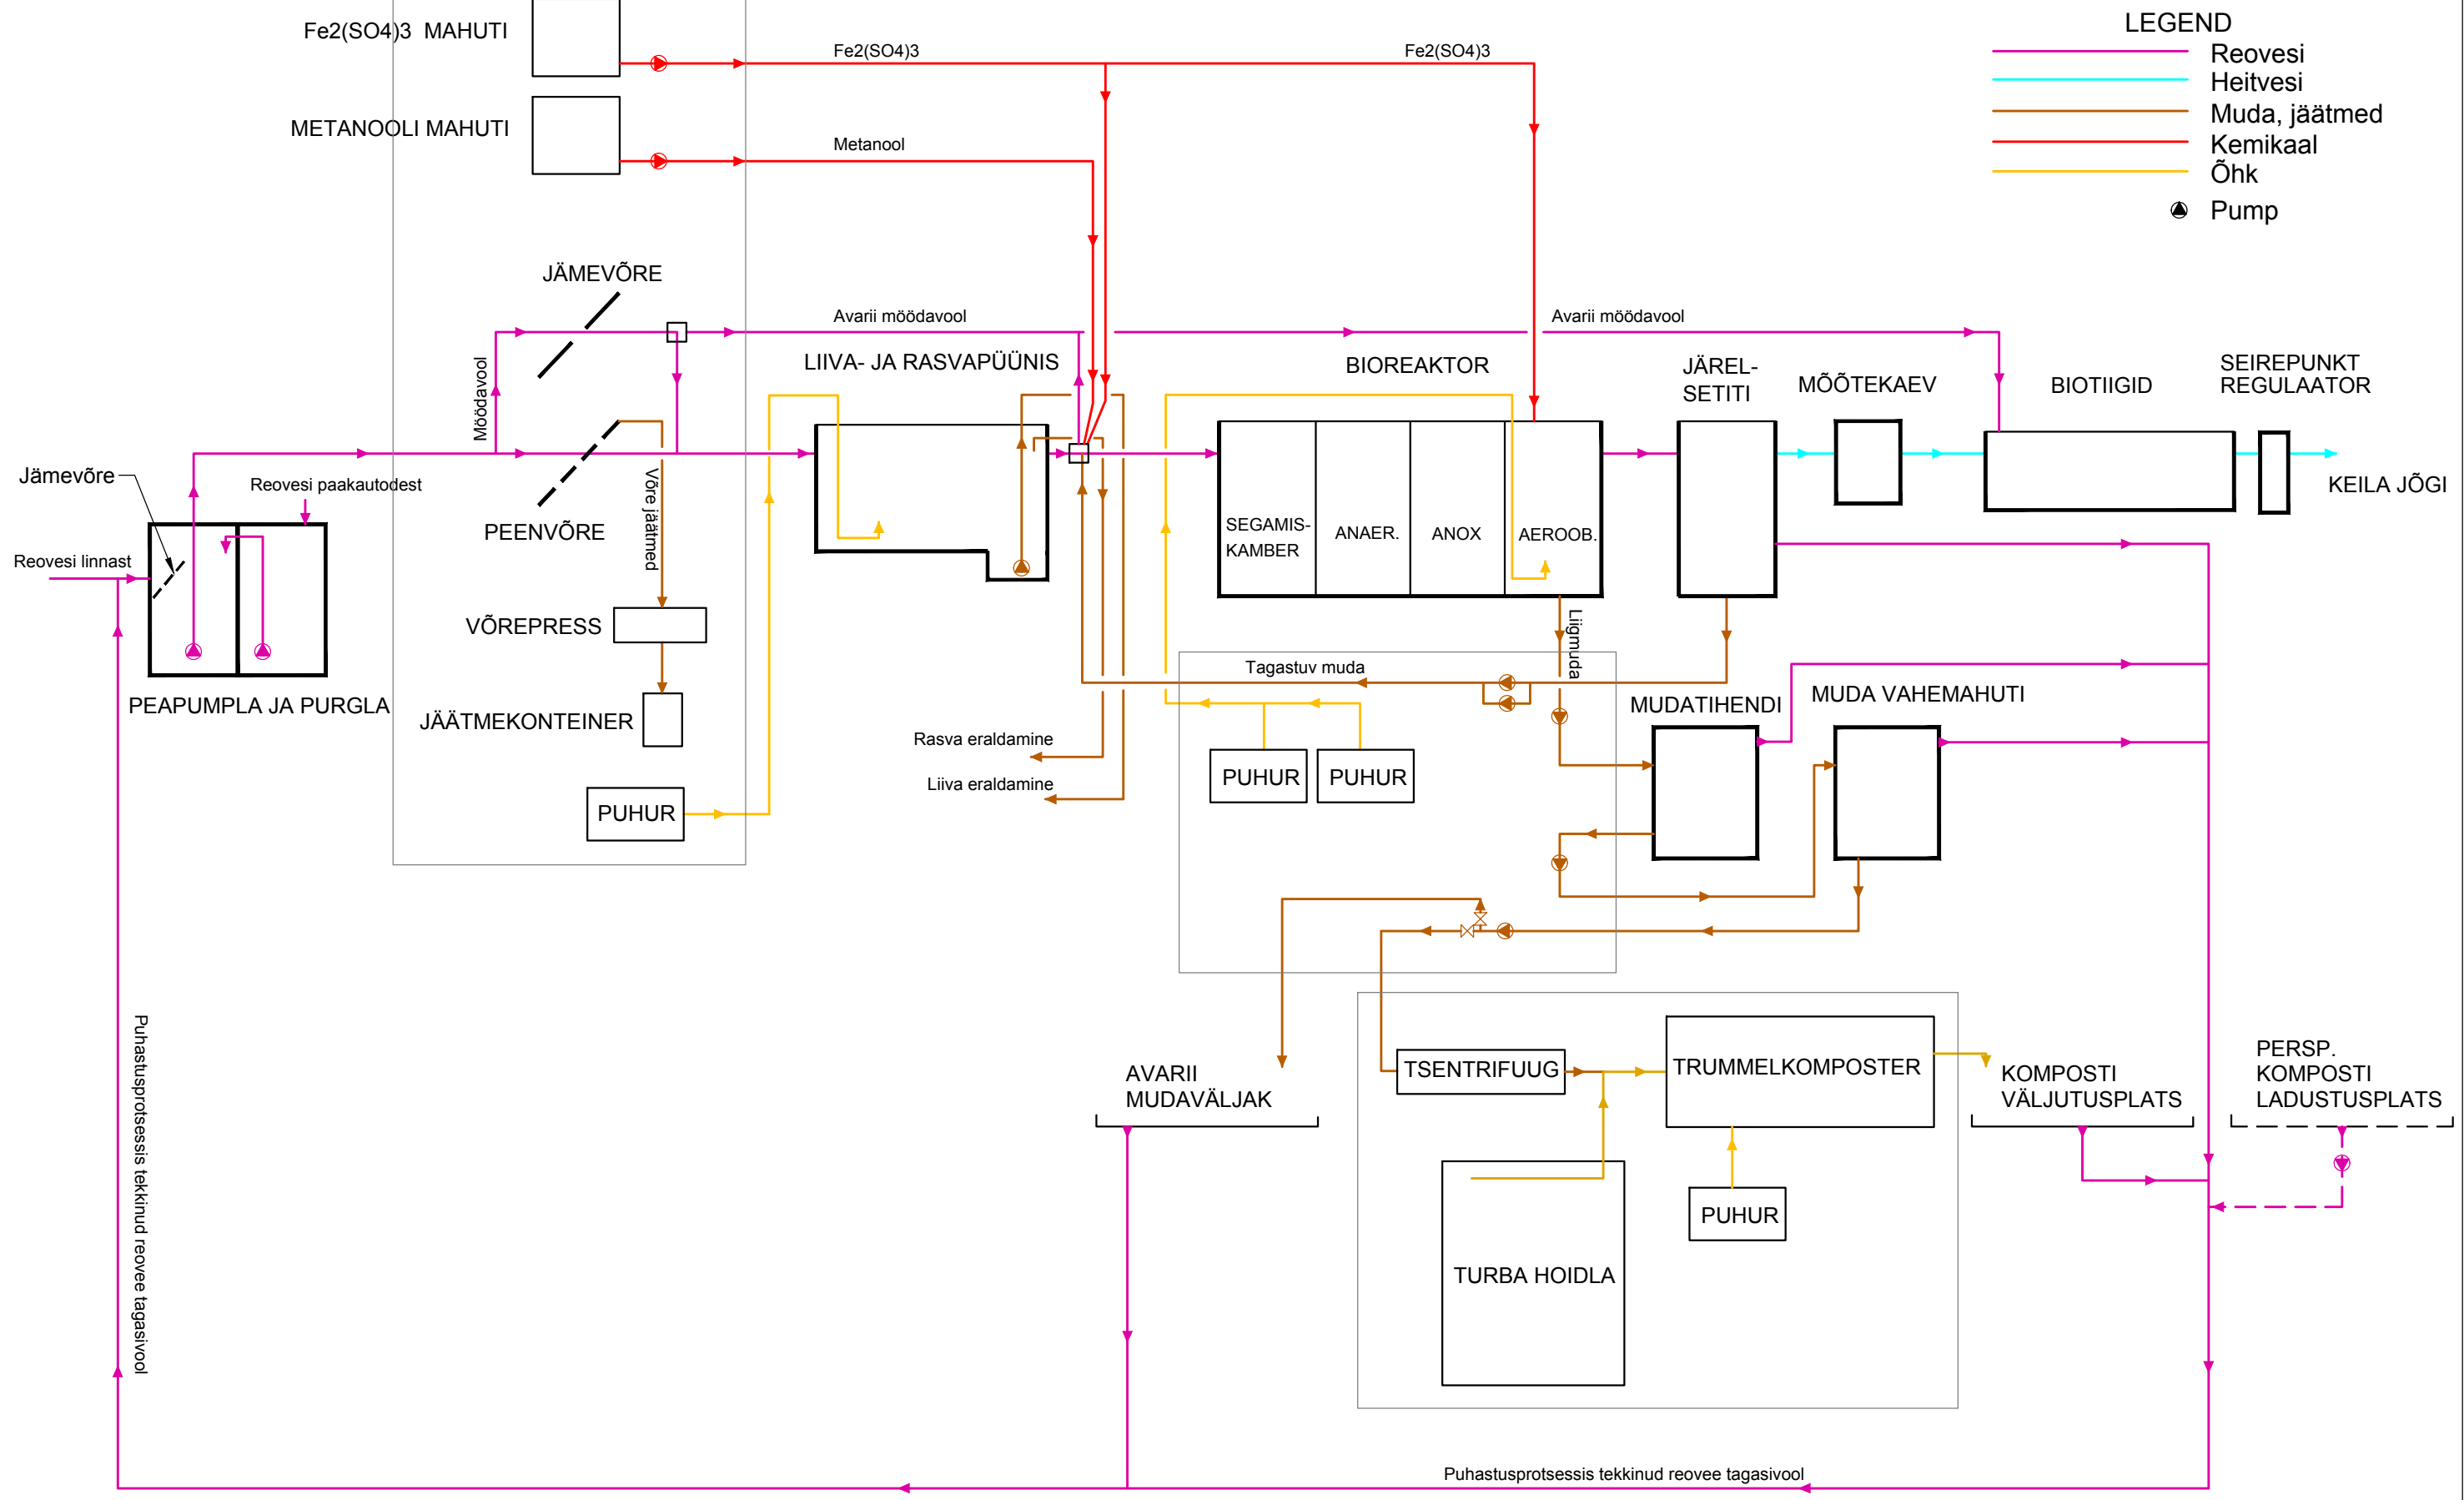 Fe2(SO4)3 MAHUTI
Fe2(SO4)3
Fe2(SO4)3
LEGEND
Reovesi
Heitvesi
Muda, jäätmed
Kemikaal
Õhk
Pump
METANOOLI MAHUTI
Metanool
JÄMEVÕRE
Avarii möödavool
Avarii möödavool
Möödavool
LIIVA- JA RASVAPÜÜNIS
BIOREAKTOR
JÄREL-
SETITI
MÕÕTEKAEV
BIOTIIGID
SEIREPUNKT
REGULAATOR
KEILA JÕGI
Jämevõre
Reovesi paakautodest
Võre jäätmed
PEENVÕRE
SEGAMIS-
KAMBER
ANAER.
ANOX
AEROOB.
Reovesi linnast
VÕREPRESS
Liigmuda
Tagastuv muda
PEAPUMPLA JA PURGLA
JÄÄTMEKONTEINER
MUDATIHENDI
MUDA VAHEMAHUTI
Rasva eraldamine
Liiva eraldamine
PUHUR
PUHUR
PUHUR
Puhastusprotsessis tekkinud reovee tagasivool
AVARII
MUDAVÄLJAK
TSENTRIFUUG
TRUMMELKOMPOSTER
KOMPOSTI
VÄLJUTUSPLATS
PERSP.
KOMPOSTI
LADUSTUSPLATS
PUHUR
TURBA HOIDLA
Puhastusprotsessis tekkinud reovee tagasivool